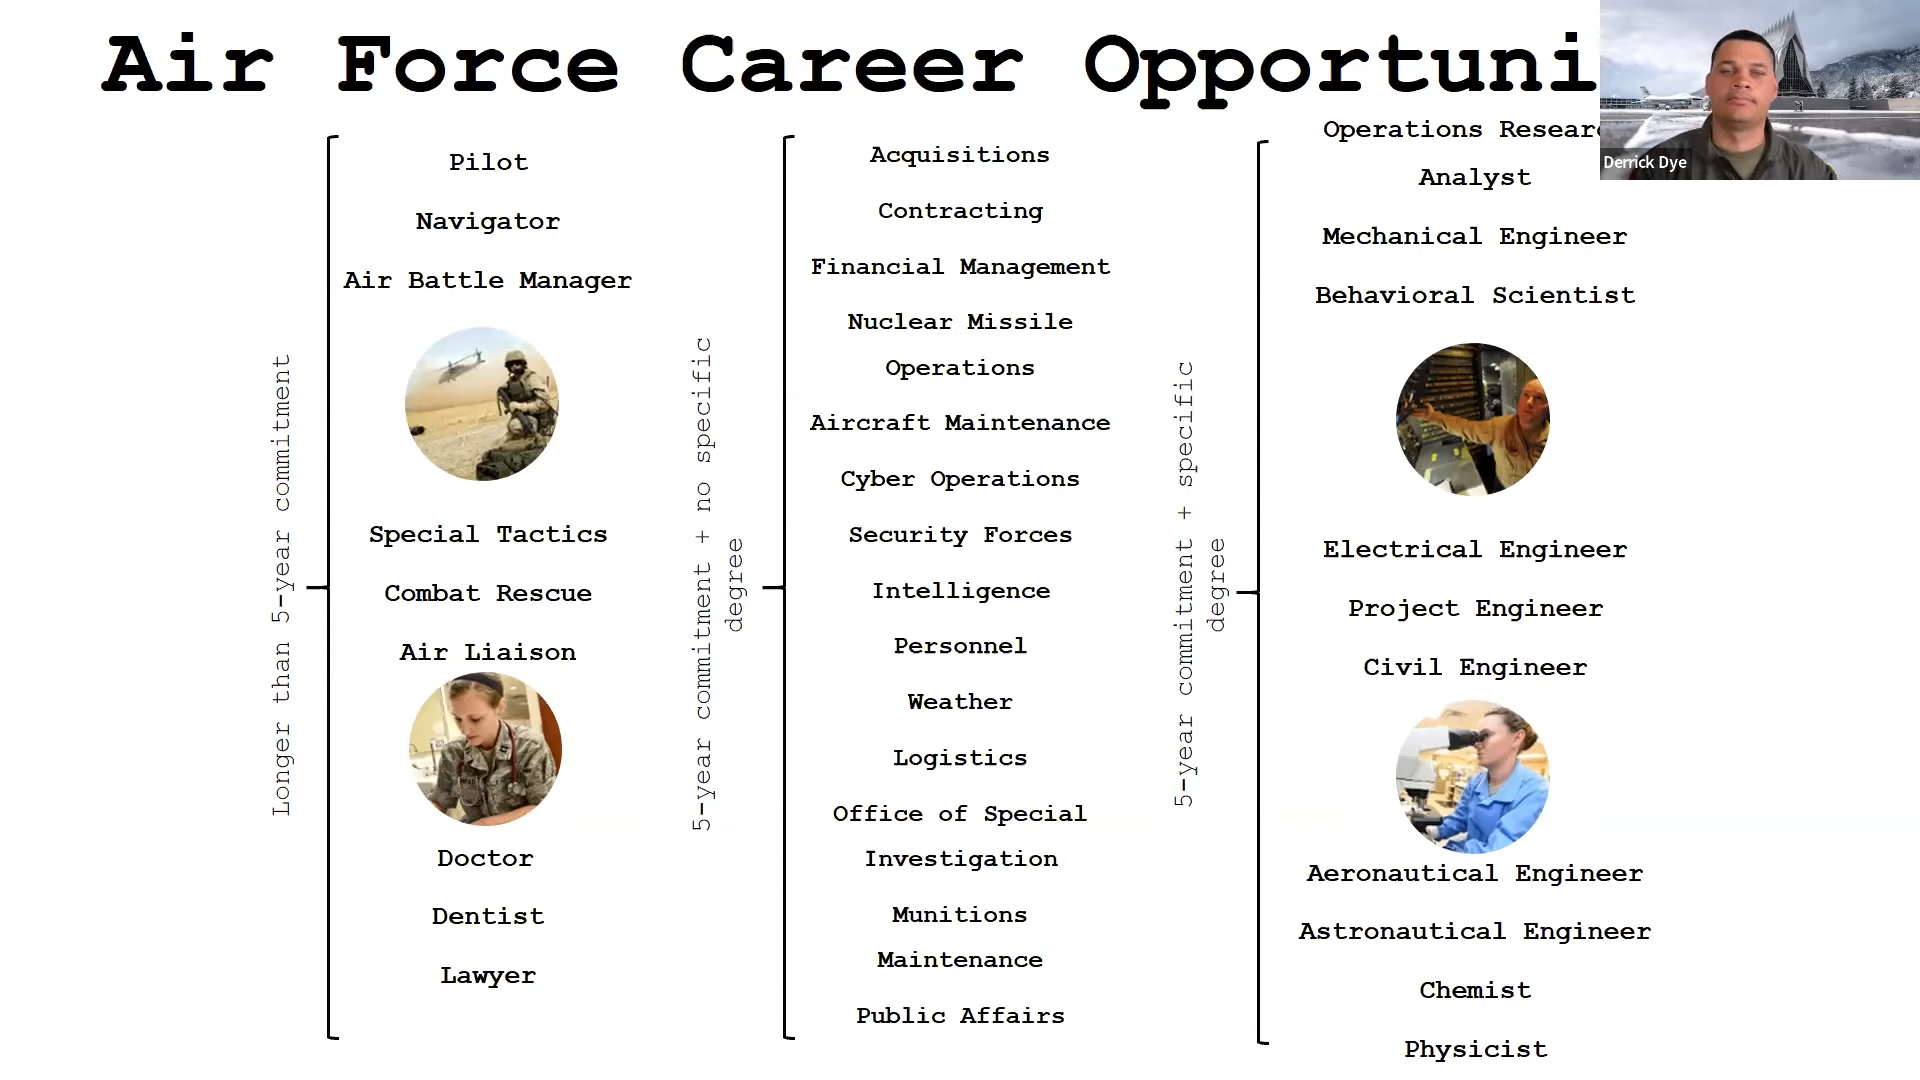 Air Force Career Opportuni
Derrick Dye
Longer than 5-year commitment
Pilot
Navigator
Air Battle Manager
Special Tactics
Combat Rescue
Air Liaison
Doctor
Dentist
Lawyer
5-year commitment + no specific
degree
Acquisitions
Contracting
Financial Management
Nuclear Missile
Operations
Aircraft Maintenance
Cyber Operations
Security Forces
Intelligence
Personnel
Weather
Logistics
Office of Special
Investigation
Munitions
Maintenance
Public Affairs
5-year commitment + specific
degree
Operations Resear
Analyst
Mechanical Engineer
Behavioral Scientist
Electrical Engineer
Project Engineer
Civil Engineer
Aeronautical Engineer
Astronautical Engineer
Chemist
Physicist